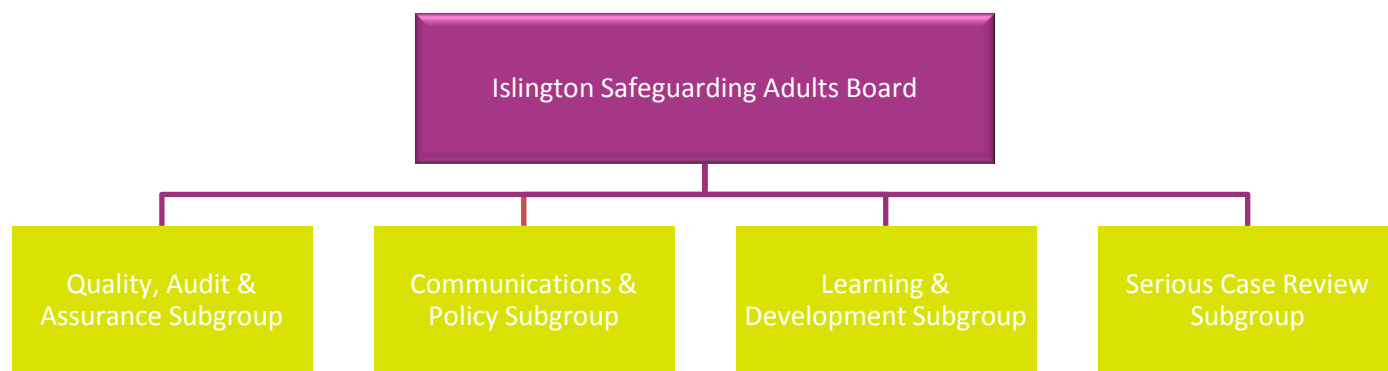 Islington Safeguarding Adults Board
Quality, Audit &
Assurance Subgroup
Communications &
Policy Subgroup
Learning &
Development Subgroup
Serious Case Review
Subgroup